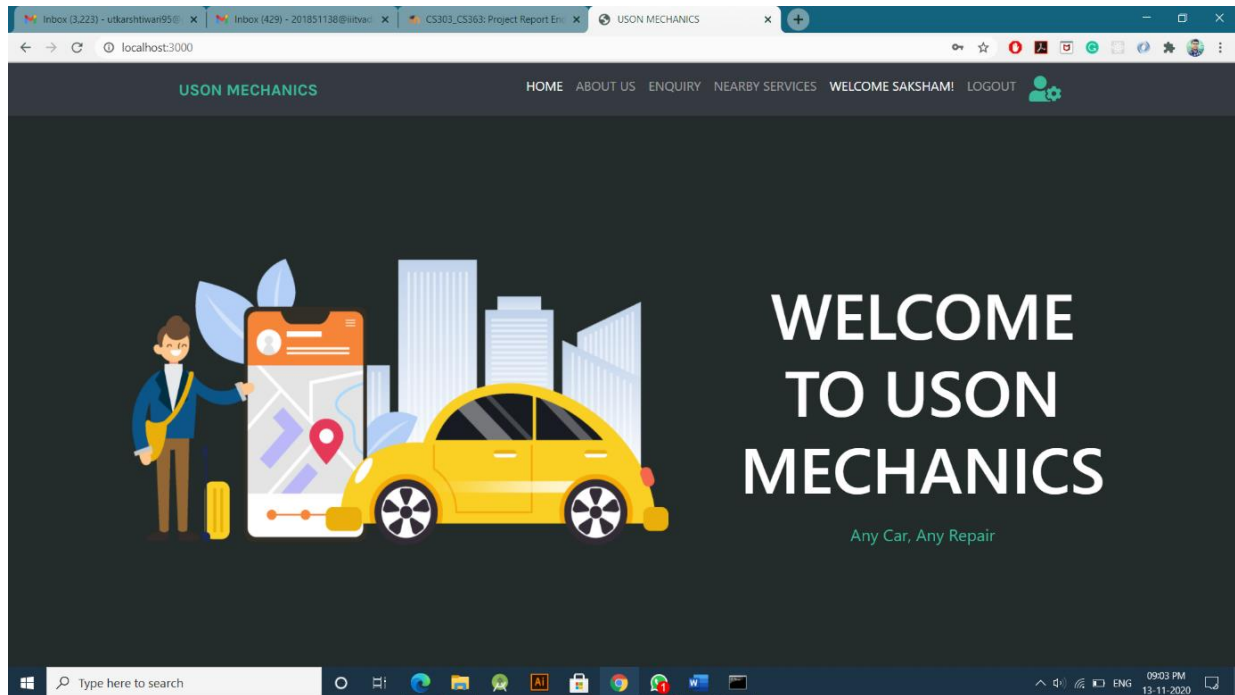 Inbox (3,223) - utkarshtiwari95@
Inbox (429) - 201851138@iiitvad
CS303_CS363: Project Report En
USON MECHANICS
localhost:3000
USON MECHANICS
HOME ABOUT US ENQUIRY NEARBY SERVICES WELCOME SAKSHAM! LOGOUT
WELCOME
TO USON
MECHANICS
Any Car, Any Repair
Type here to search
Ai
1
W
ENG
09:03 PM
13-11-2020